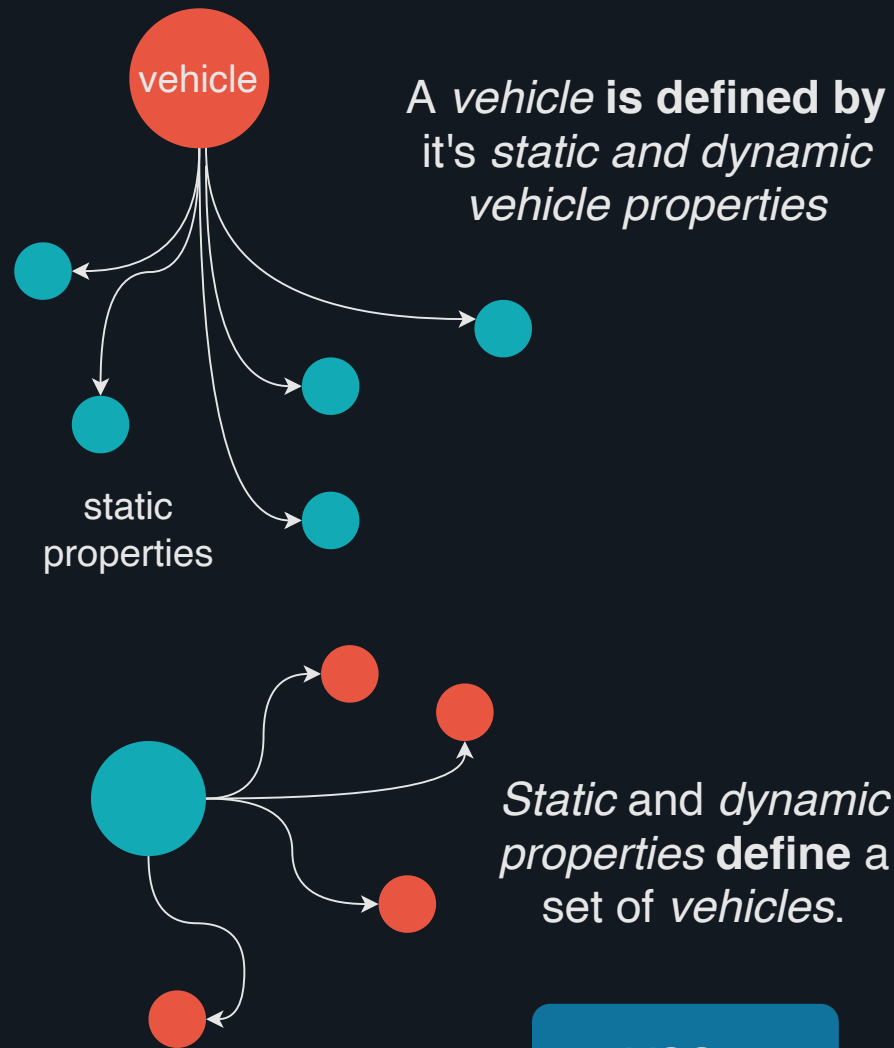 vehicle
A vehicle is defined by
it's static and dynamic
vehicle properties
static
properties
Static and dynamic
properties define a
set of vehicles.